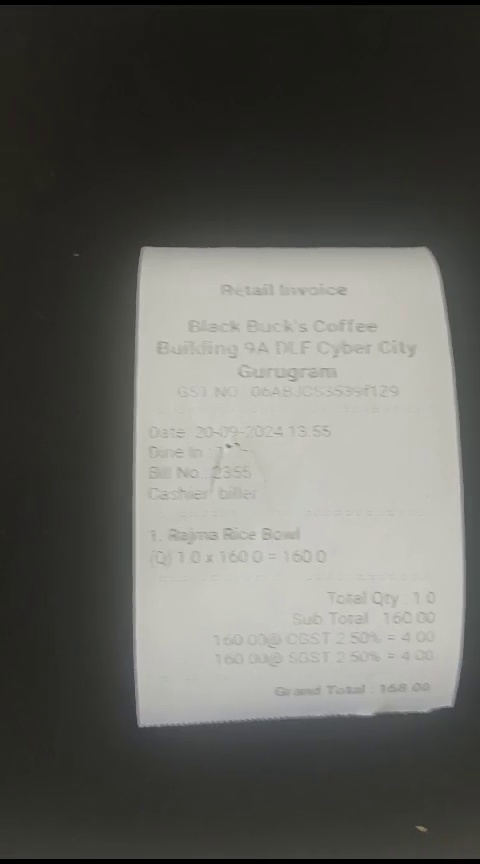 Retail Invoice
Black Buck's Coffee
Building 9A DLF Cyber City
Gurugram
GST NO
Date: 20-09-2024 13:55
Dine In :
Bill No.: 2355
Cashier: biller
1. Rajma Rice Bowl
(Q) 1.0 x 160.0 = 160.0
Total Qty : 1.0
Sub Total : 160.00
160.00@ CGST 2.50% = 4.00
160.00@ SGST 2.50% = 4.00
Grand Total : 168.00